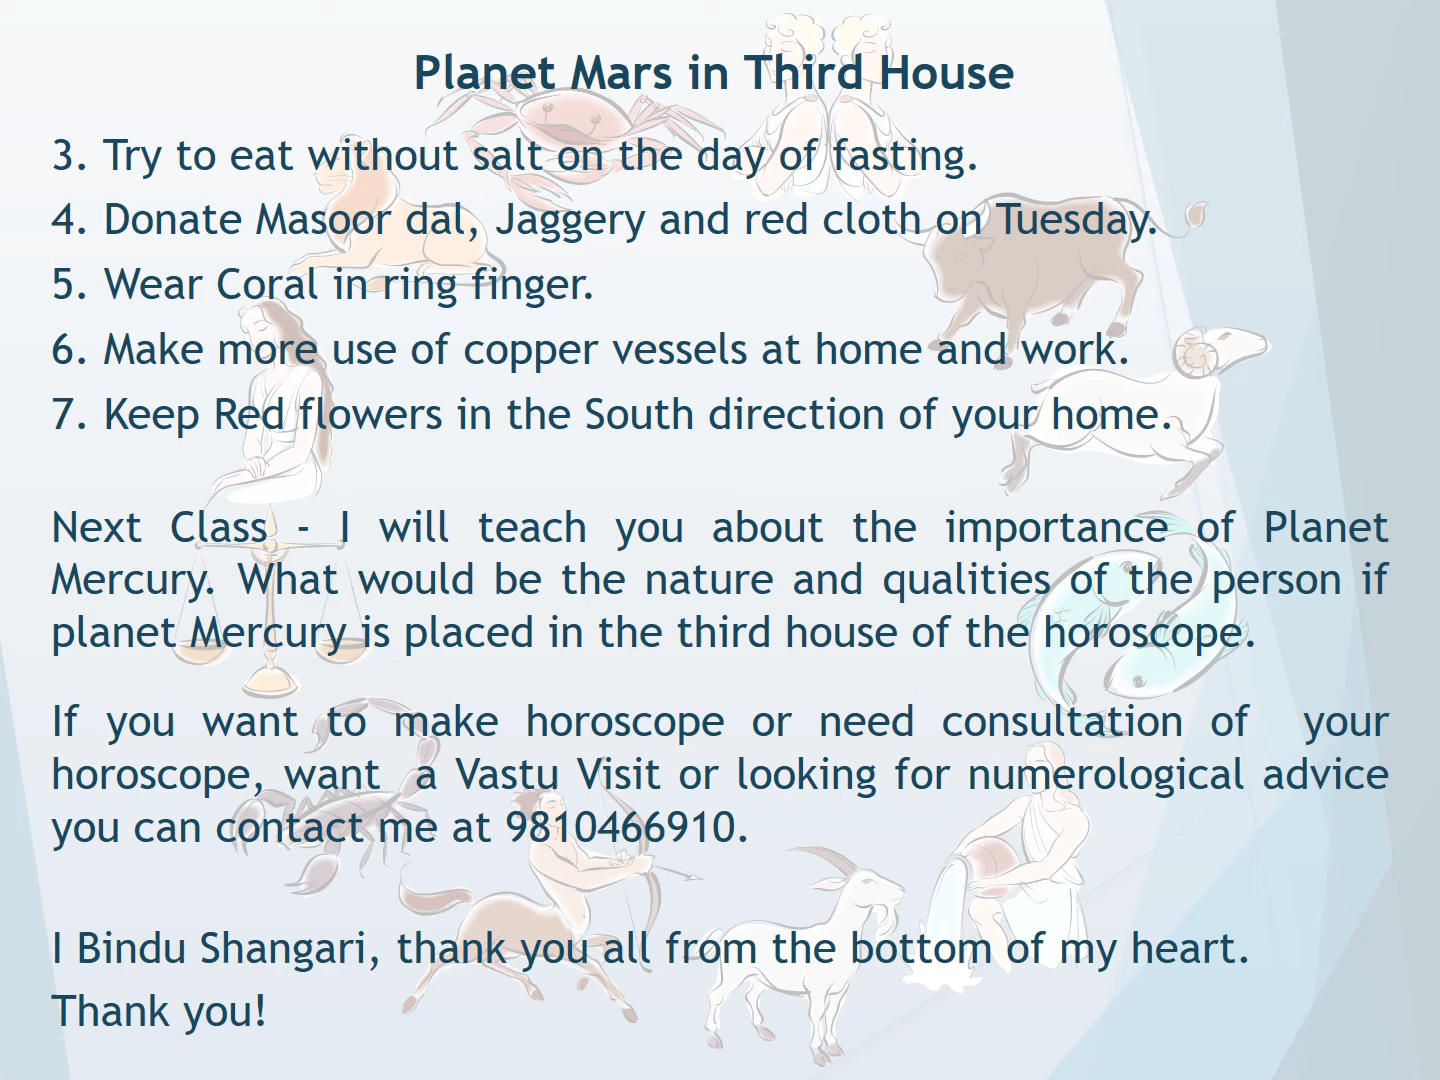 Planet Mars in Third House
3. Try to eat without salt on the day of fasting.
4. Donate Masoor dal, Jaggery and red cloth on Tuesday.
5. Wear Coral in ring finger.
6. Make more use of copper vessels at home and work.
7. Keep Red flowers in the South direction of your home.
Next Class - I will teach you about the importance of Planet
Mercury. What would be the nature and qualities of the person if
planet Mercury is placed in the third house of the horoscope.
If you want to make horoscope or need consultation of your
horoscope, want a Vastu Visit or looking for numerological advice
you can contact me at 9810466910.
I Bindu Shangari, thank you all from the bottom of my heart.
Thank you!